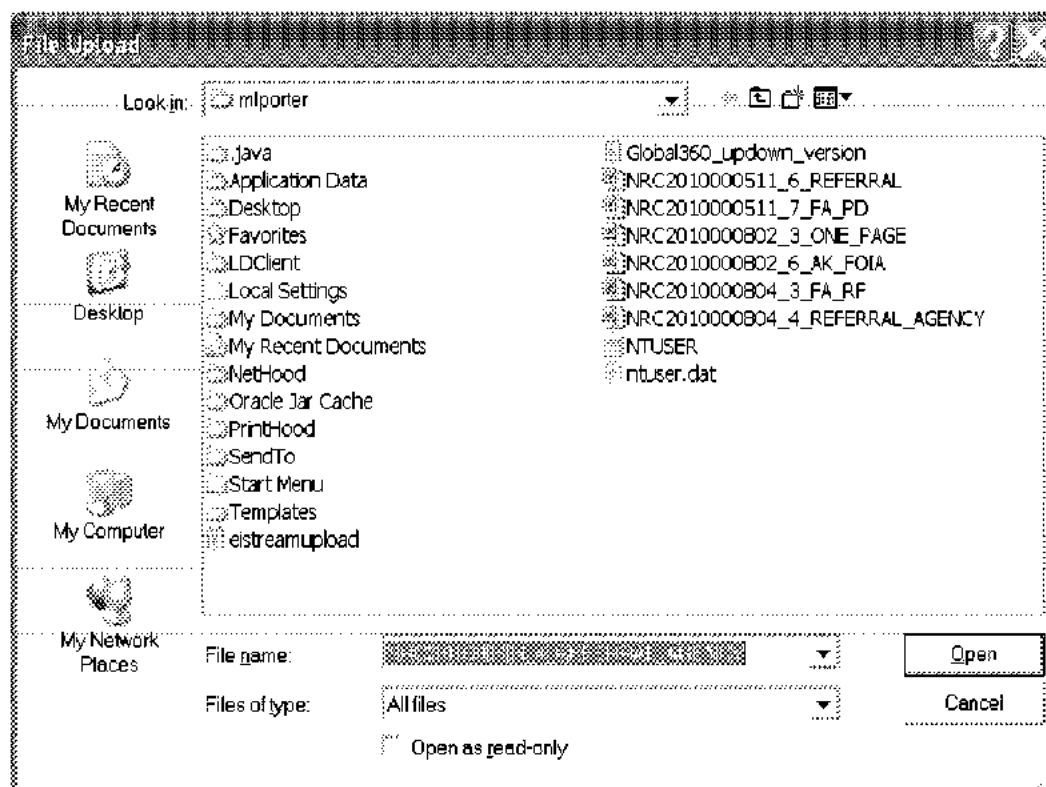 File Upload
Look in: mlporter
My Recent
Documents
Desktop
My Documents
My Computer
My Network
Places
.java
Application Data
Desktop
Favorites
LDClient
Local Settings
My Documents
My Recent Documents
NetHood
Oracle Jar Cache
PrintHood
SendTo
Start Menu
Templates
eistreamupload
Global360_updown_version
NRC2010000511_6_REFERRAL
NRC2010000511_7_FA_PD
NRC2010000802_3_ONE_PAGE
NRC2010000802_6_AK_FOIA
NRC2010000804_3_FA_RF
NRC2010000804_4_REFERRAL_AGENCY
NTUSER
ntuser.dat
File name:
Open
Files of type: All files
Cancel
Open as read-only